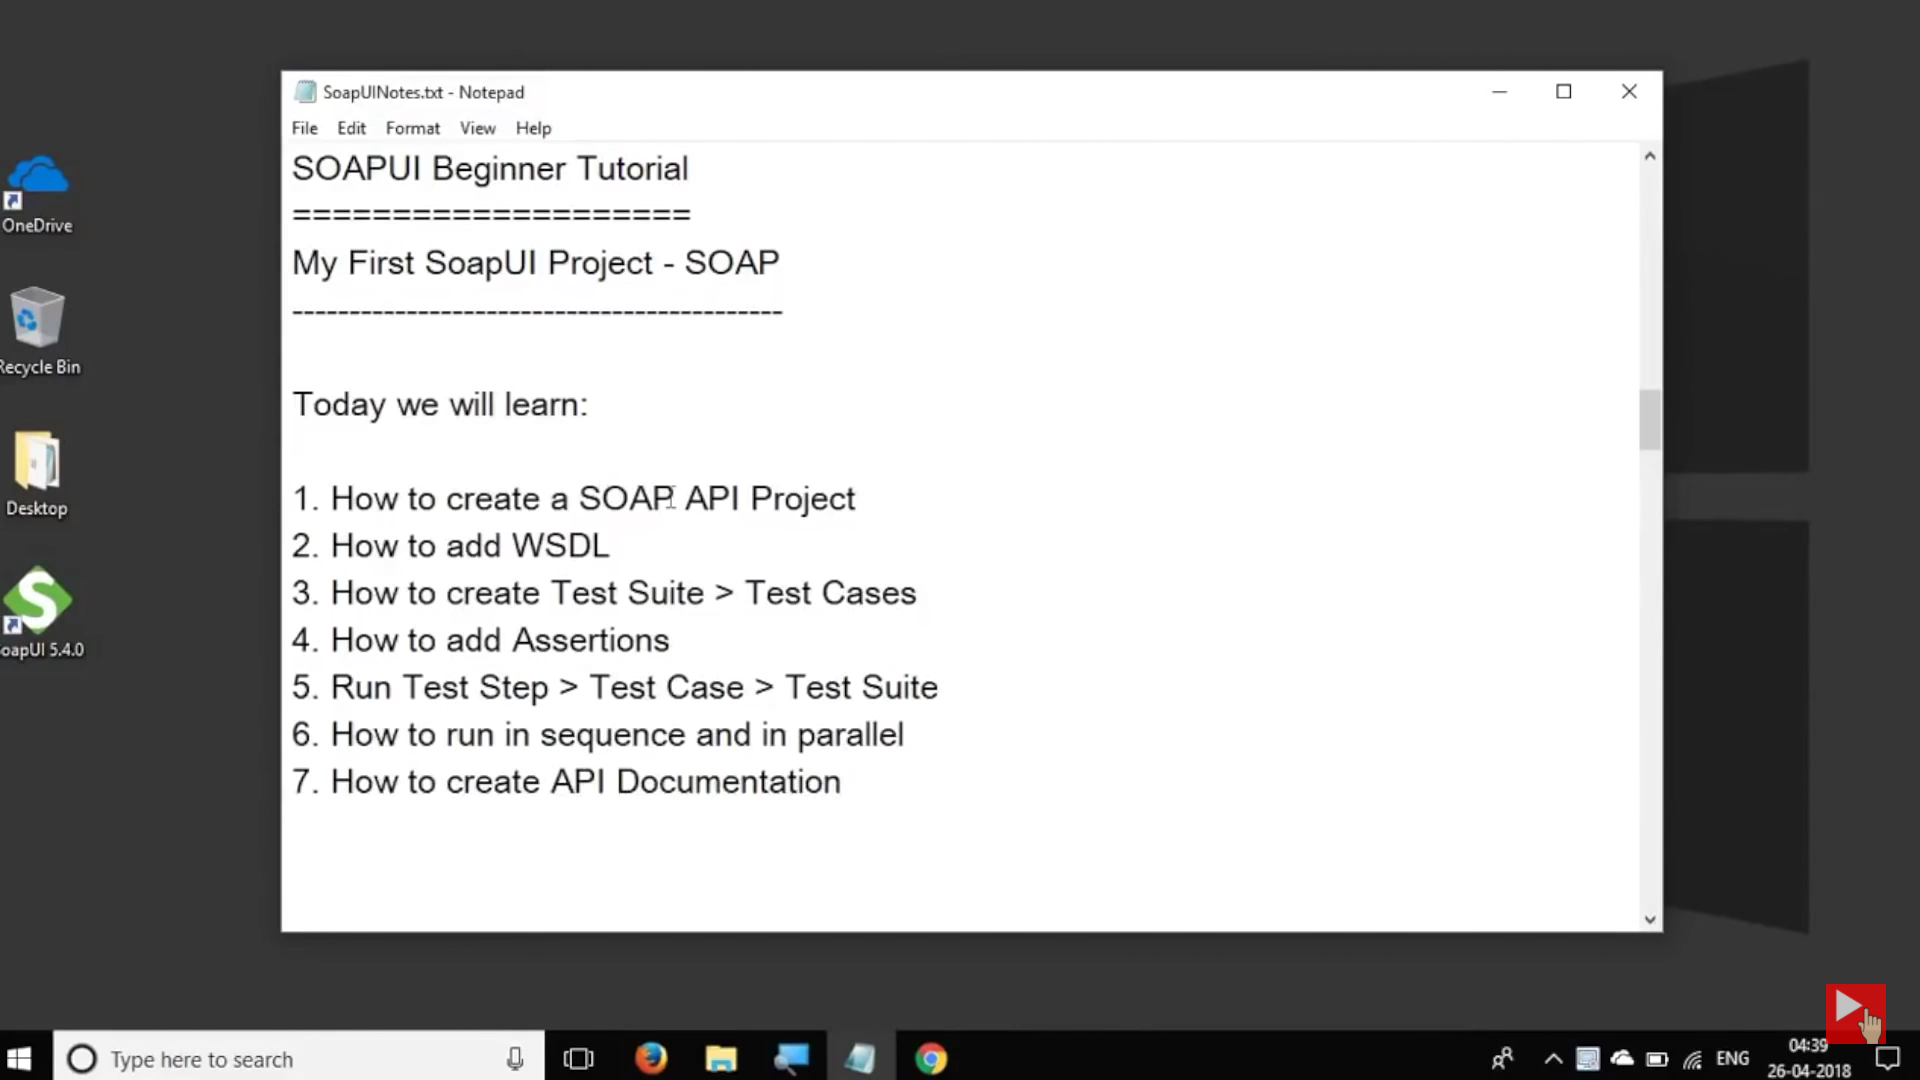 SoapUINotes.txt - Notepad
File Edit Format View Help
SOAPUI Beginner Tutorial
====================
My First SoapUI Project - SOAP
-----------------------------------------
Today we will learn:
1. How to create a SOAP API Project
2. How to add WSDL
3. How to create Test Suite > Test Cases
4. How to add Assertions
5. Run Test Step > Test Case > Test Suite
6. How to run in sequence and in parallel
7. How to create API Documentation
OneDrive
Recycle Bin
Desktop
oapUI 5.4.0
Type here to search
ENG
04:39
26-04-2018